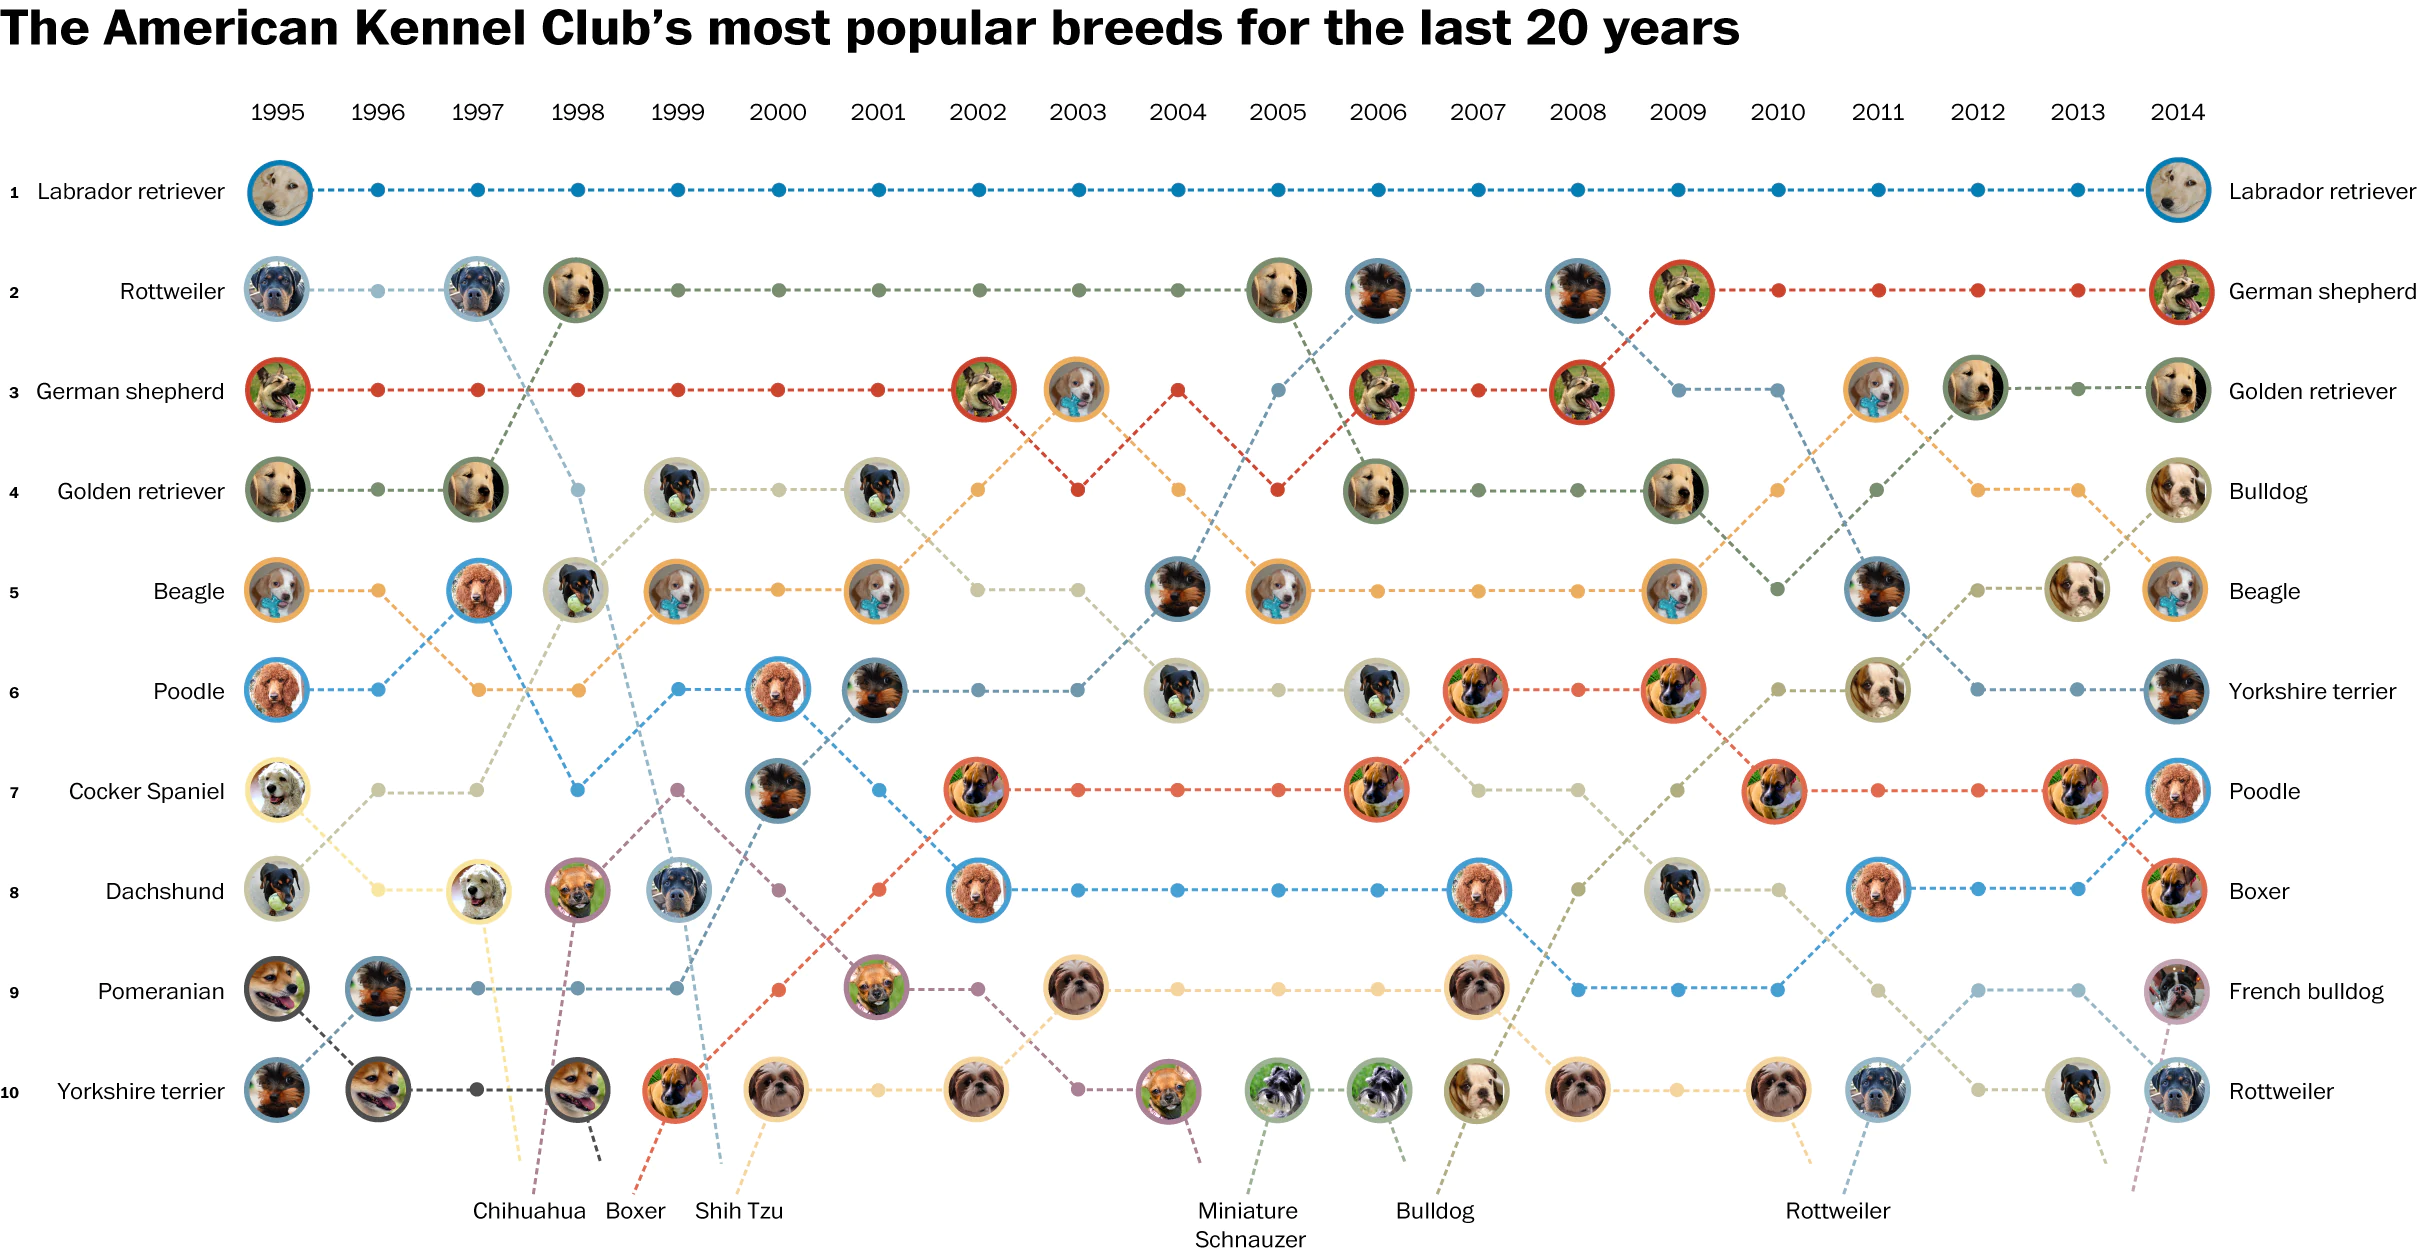 The American Kennel Club’s most popular breeds for the last 20 years
1995 1996 1997 1998 1999 2000 2001 2002 2003 2004 2005 2006 2007 2008 2009 2010 2011 2012 2013 2014
1 Labrador retriever Labrador retriever
2 Rottweiler German shepherd
3 German shepherd Golden retriever
4 Golden retriever Bulldog
5 Beagle Beagle
6 Poodle Yorkshire terrier
7 Cocker Spaniel Poodle
8 Dachshund Boxer
9 Pomeranian French bulldog
10 Yorkshire terrier Rottweiler
Chihuahua Boxer Shih Tzu Miniature Bulldog Rottweiler
Schnauzer